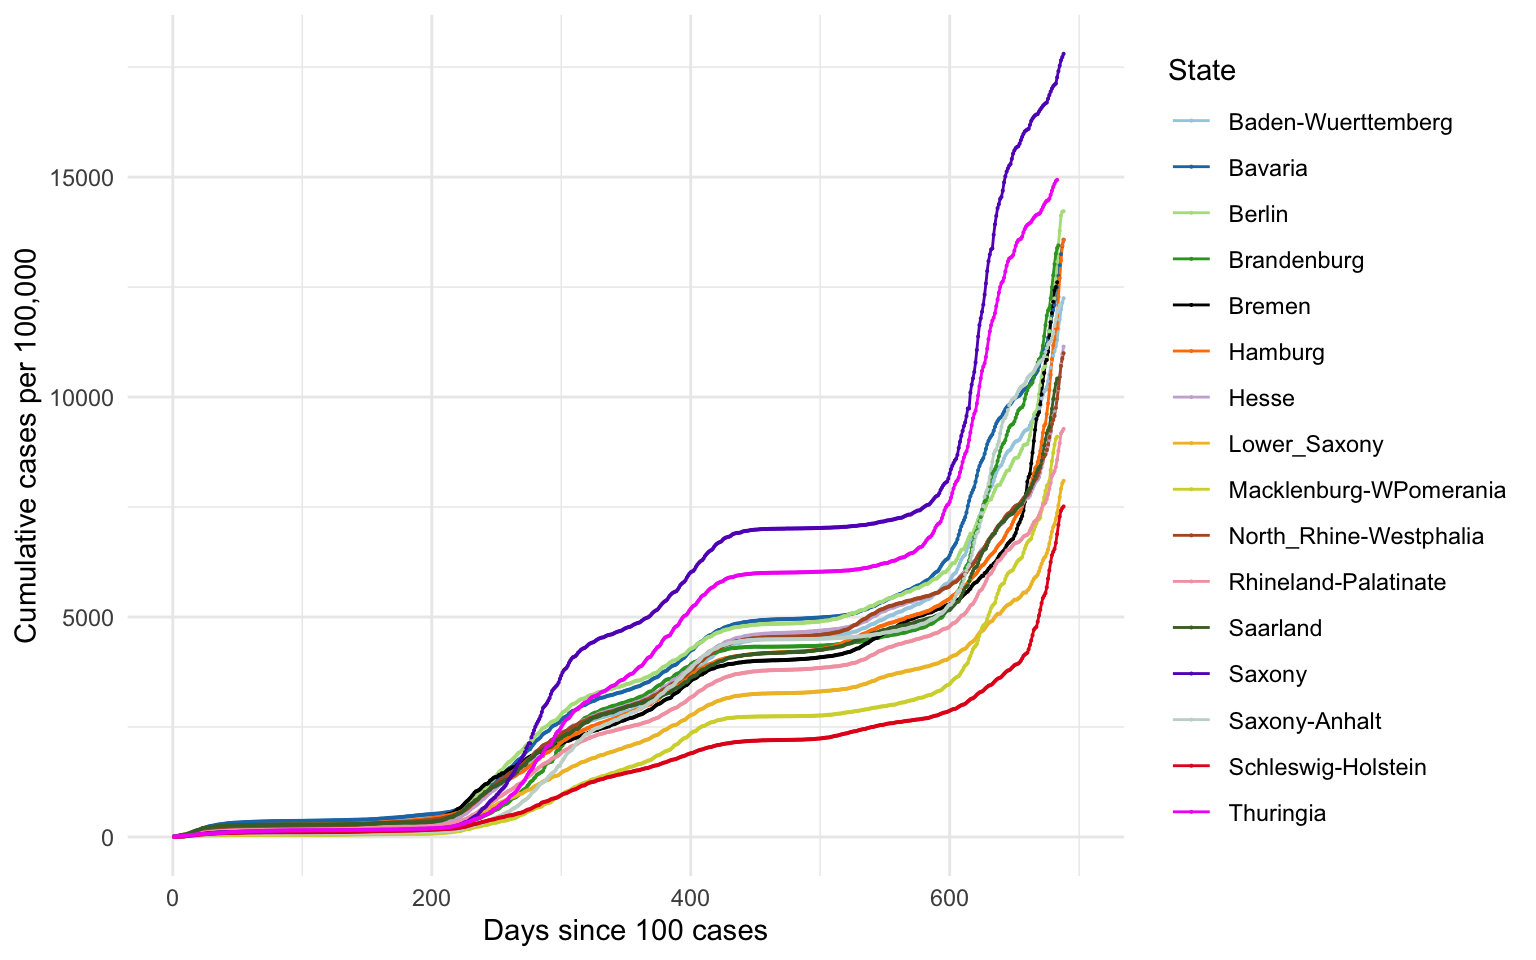 Cumulative cases per 100,000
15000
10000
5000
0
0
200
400
600
Days since 100 cases
State
Baden-Wuerttemberg
Bavaria
Berlin
Brandenburg
Bremen
Hamburg
Hesse
Lower_Saxony
Macklenburg-WPomerania
North_Rhine-Westphalia
Rhineland-Palatinate
Saarland
Saxony
Saxony-Anhalt
Schleswig-Holstein
Thuringia